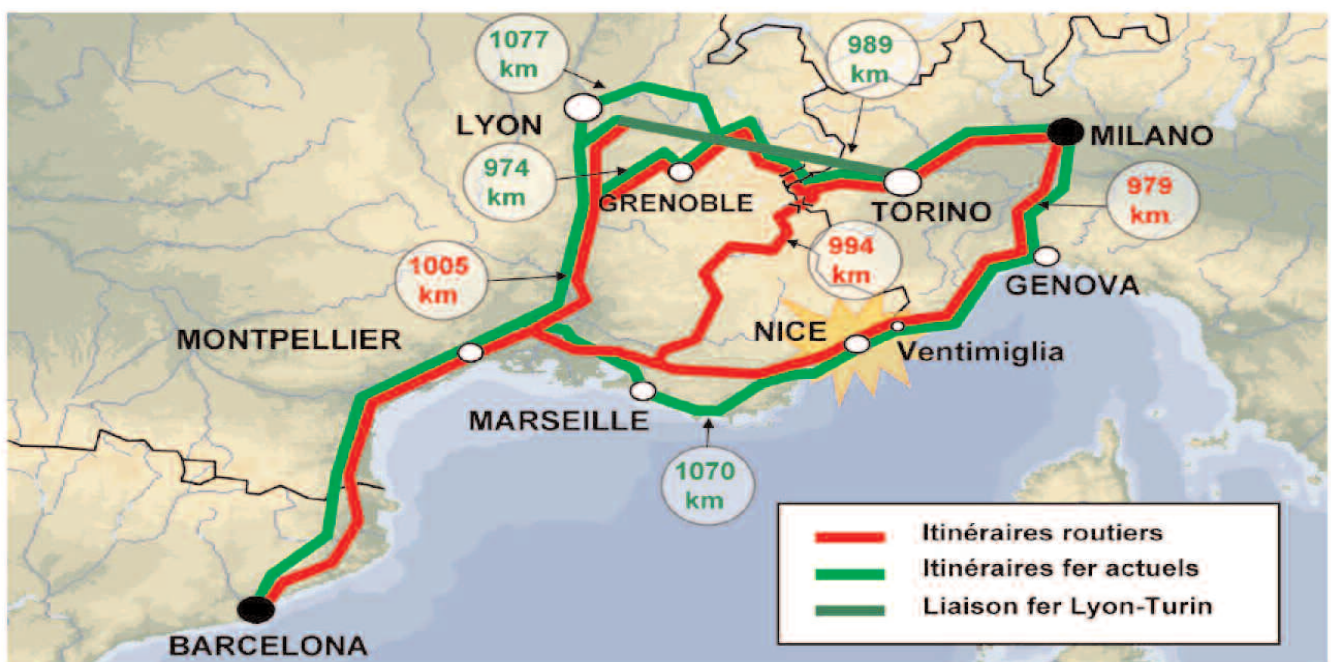 1077
km
989
km
LYON
MILANO
974
km
GRENOBLE
TORINO
979
km
1005
km
994
km
GENOVA
MONTPELLIER
NICE
Ventimiglia
MARSEILLE
1070
km
Itinéraires routiers
Itinéraires fer actuels
Liaison fer Lyon-Turin
BARCELONA